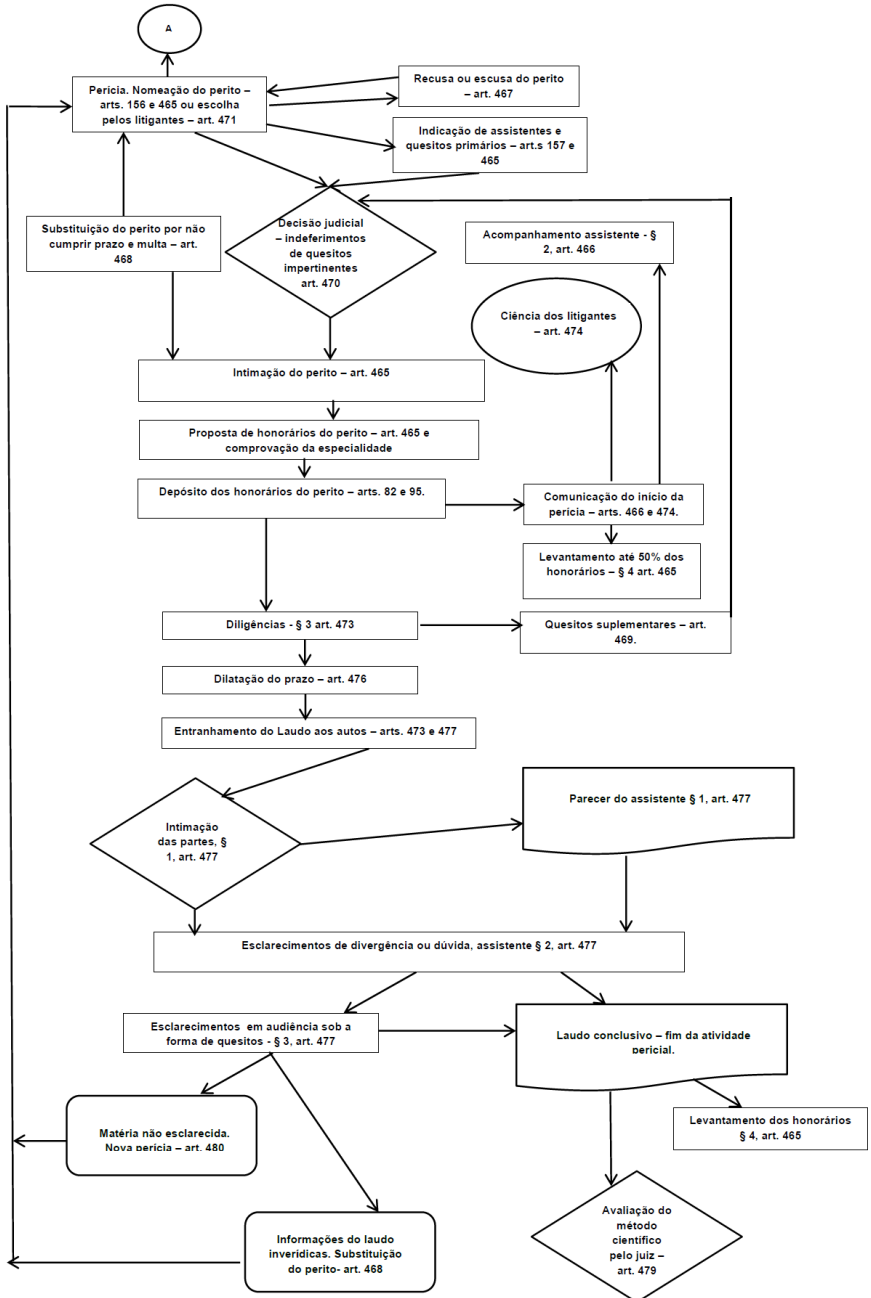 A
Perícia. Nomeação do perito –
arts. 156 e 465 ou escolha
pelos litigantes – art. 471
Recusa ou escusa do perito
– art. 467
Indicação de assistentes e
quesitos primários – art.s 157 e
465
Substituição do perito por não
cumprir prazo e multa – art.
468
Decisão judicial
– indeferimentos
de quesitos
impertinentes
art. 470
Acompanhamento assistente - §
2, art. 466
Ciência dos litigantes
– art. 474
Intimação do perito – art. 465
Proposta de honorários do perito – art. 465 e
comprovação da especialidade
Depósito dos honorários do perito – arts. 82 e 95.
Comunicação do início da
perícia – arts. 466 e 474.
Levantamento até 50% dos
honorários – § 4 art. 465
Diligências - § 3 art. 473
Quesitos suplementares – art.
469.
Dilatação do prazo – art. 476
Entranhamento do Laudo aos autos – arts. 473 e 477
Intimação
das partes, §
1, art. 477
Parecer do assistente § 1, art. 477
Esclarecimentos de divergência ou dúvida, assistente § 2, art. 477
Esclarecimentos em audiência sob a
forma de quesitos - § 3, art. 477
Laudo conclusivo – fim da atividade
pericial.
Matéria não esclarecida.
Nova perícia – art. 480
Levantamento dos honorários
§ 4, art. 465
Informações do laudo
inverídicas. Substituição
do perito- art. 468
Avaliação do
método
científico
pelo juiz –
art. 479